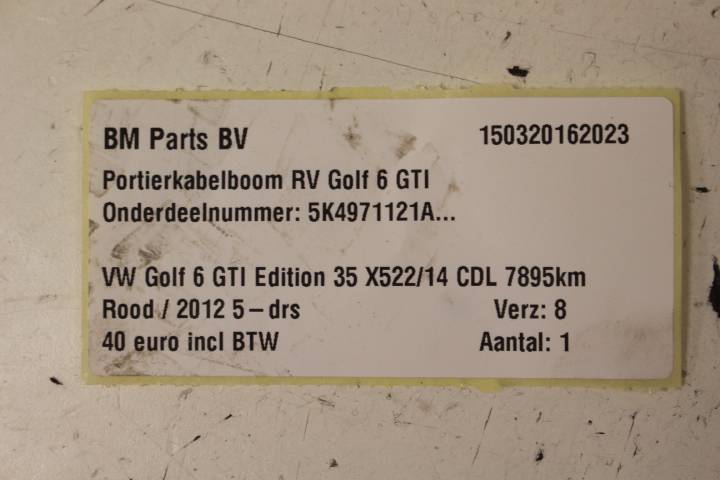 BM Parts BV 150320162023
Portierkabelboom RV Golf 6 GTI
Onderdeelnummer: 5K4971121A...
VW Golf 6 GTI Edition 35 X522/14 CDL 7895km
Rood / 2012 5-drs Verz: 8
40 euro incl BTW Aantal: 1